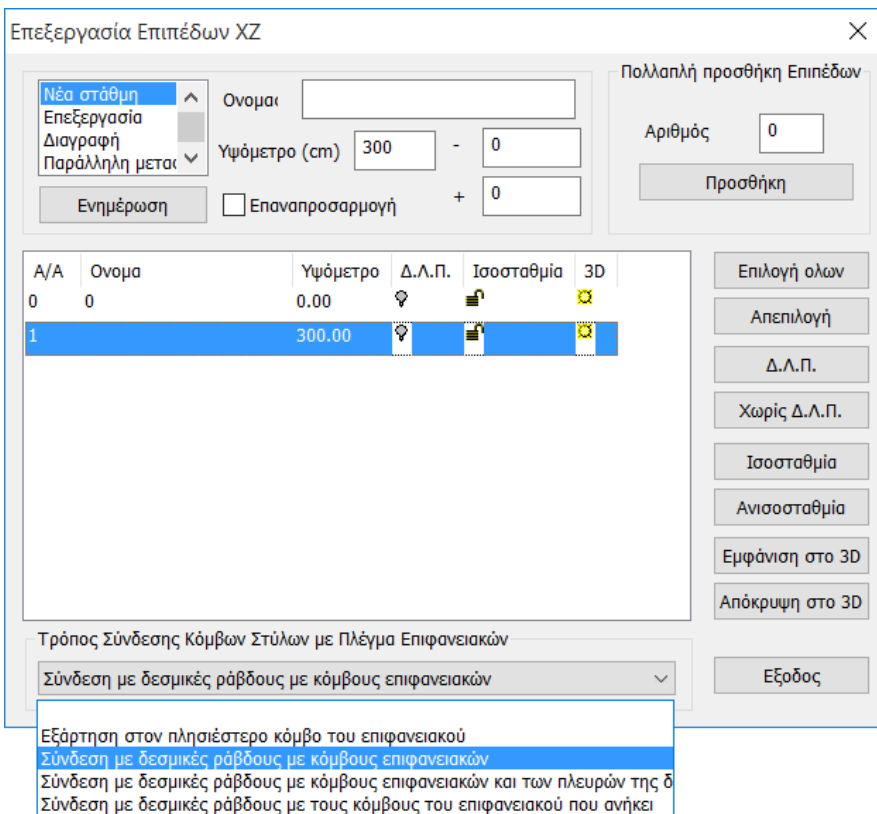 Επεξεργασία Επιπέδων XZ
Νέα στάθμη
Επεξεργασία
Διαγραφή
Παράλληλη μετασ
Ενημέρωση
Ονομας
Υψόμετρο (cm) 300 - 0
Επαναπροσαρμογή + 0
Πολλαπλή προσθήκη Επιπέδων
Αριθμός 0
Προσθήκη
Α/Α Ονομα Υψόμετρο Δ.Λ.Π. Ισοσταθμία 3D
0 0 0.00
1 300.00
Επιλογή ολων
Απεπιλογή
Δ.Λ.Π.
Χωρίς Δ.Λ.Π.
Ισοσταθμία
Ανισοσταθμία
Εμφάνιση στο 3D
Απόκρυψη στο 3D
Εξοδος
Τρόπος Σύνδεσης Κόμβων Στύλων με Πλέγμα Επιφανειακών
Σύνδεση με δεσμικές ράβδους με κόμβους επιφανειακών
Εξάρτηση στον πλησιέστερο κόμβο του επιφανειακού
Σύνδεση με δεσμικές ράβδους με κόμβους επιφανειακών
Σύνδεση με δεσμικές ράβδους με κόμβους επιφανειακών και των πλευρών της δ
Σύνδεση με δεσμικές ράβδους με τους κόμβους του επιφανειακού που ανήκει